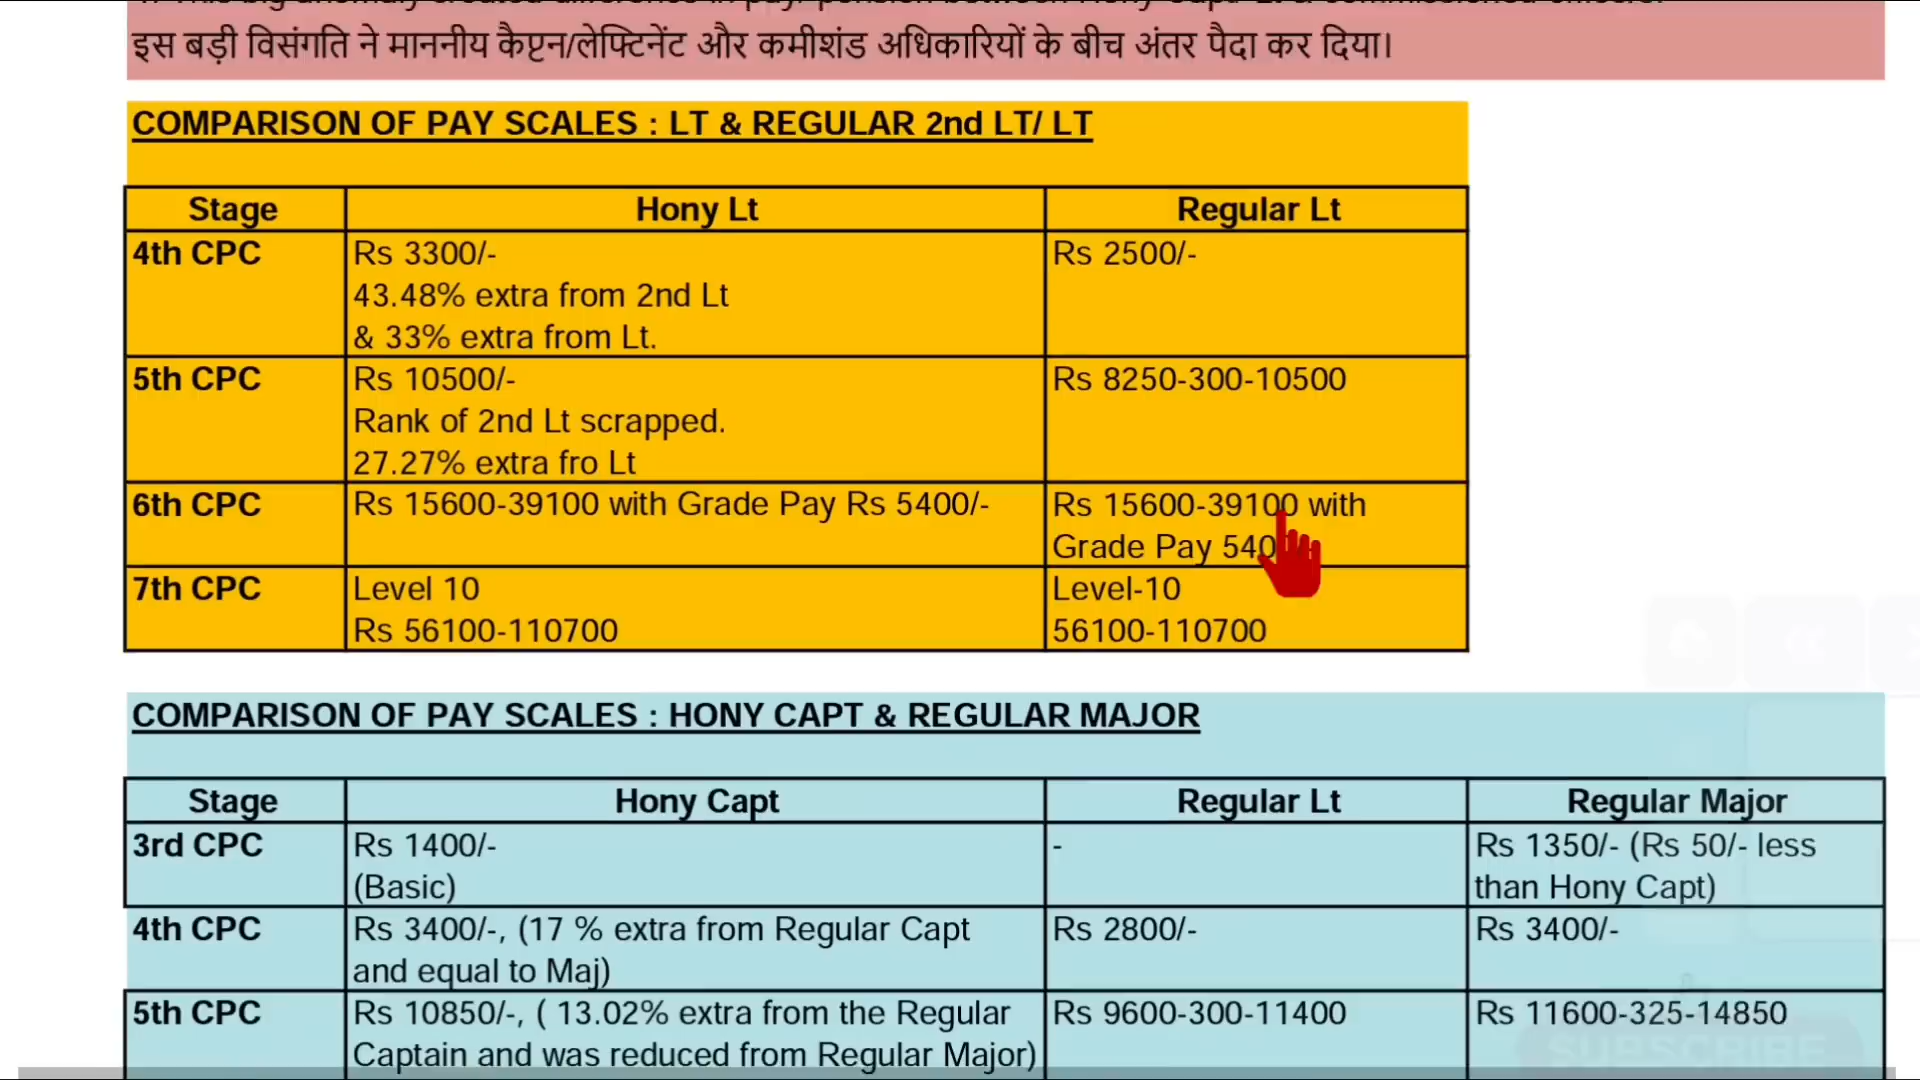 इस बड़ी विसंगति ने माननीय कैप्टन/लेफ्टिनेंट और कमीशंड अधिकारियों के बीच अंतर पैदा कर दिया।
COMPARISON OF PAY SCALES : LT & REGULAR 2nd LT/ LT
Stage Hony Lt Regular Lt
4th CPC Rs 3300/- Rs 2500/-
43.48% extra from 2nd Lt
& 33% extra from Lt.
5th CPC Rs 10500/- Rs 8250-300-10500
Rank of 2nd Lt scrapped.
27.27% extra fro Lt
6th CPC Rs 15600-39100 with Grade Pay Rs 5400/- Rs 15600-39100 with
Grade Pay
7th CPC Level 10 Level-10
Rs 56100-110700 56100-110700
COMPARISON OF PAY SCALES : HONY CAPT & REGULAR MAJOR
Stage Hony Capt Regular Lt Regular Major
3rd CPC Rs 1400/- - Rs 1350/- (Rs 50/- less
(Basic) than Hony Capt)
4th CPC Rs 3400/-, (17 % extra from Regular Capt Rs 2800/- Rs 3400/-
and equal to Maj)
5th CPC Rs 10850/-, ( 13.02% extra from the Regular Rs 9600-300-11400 Rs 11600-325-14850
Captain and was reduced from Regular Major)
SUBSCRIBE